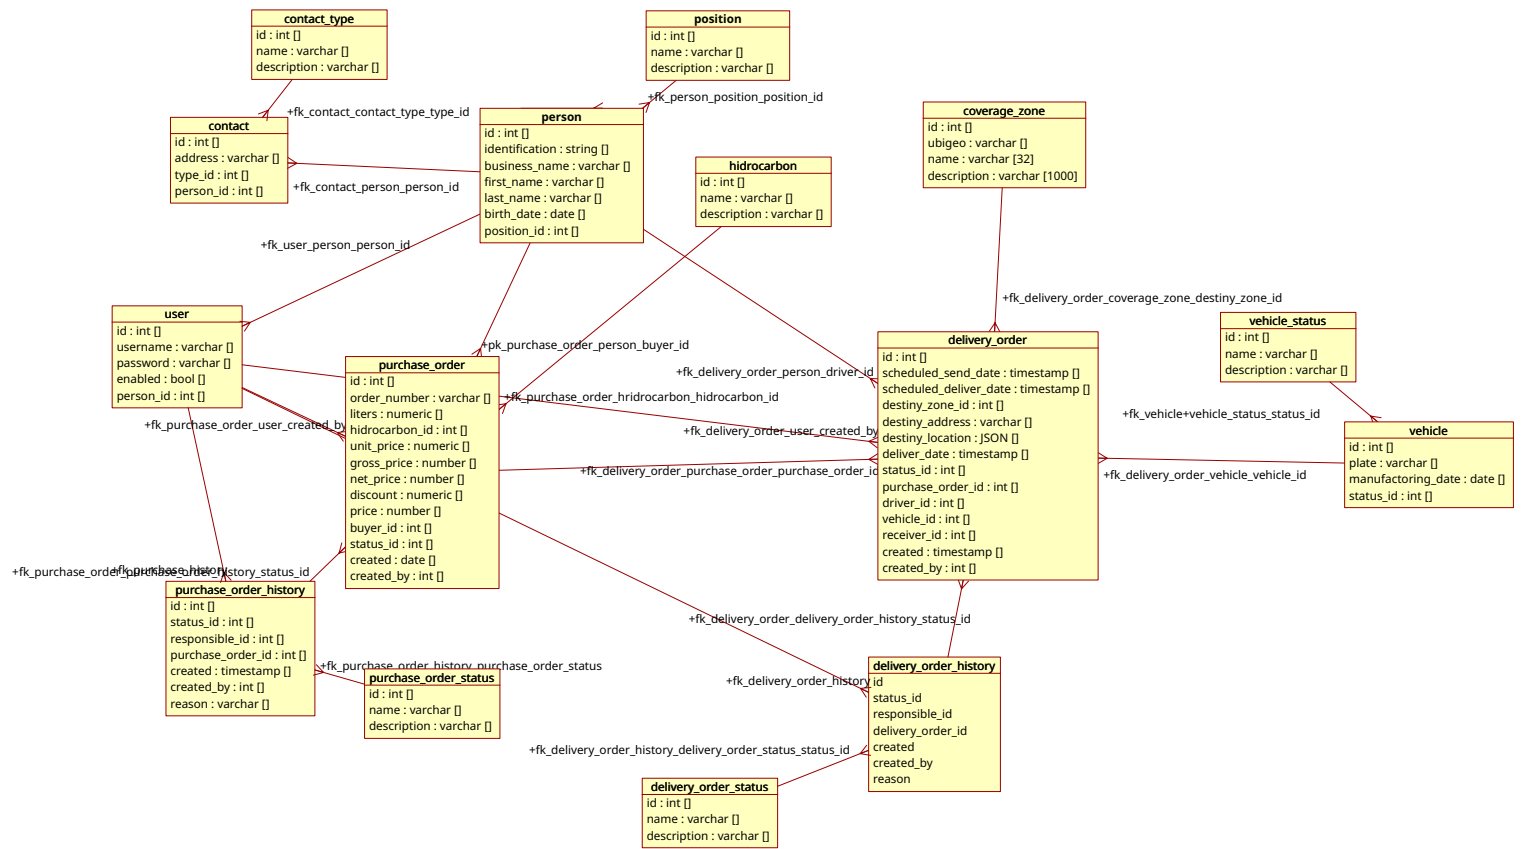 contact_type
id : int []
name : varchar []
description : varchar []
position
id : int []
name : varchar []
description : varchar []
+fk_contact_contact_type_type_id
+fk_person_position_position_id
contact
id : int []
address : varchar []
type_id : int []
person_id : int []
+fk_contact_person_person_id
person
id : int []
identification : string []
business_name : varchar []
first_name : varchar []
last_name : varchar []
birth_date : date []
position_id : int []
hidrocarbon
id : int []
name : varchar []
description : varchar []
coverage_zone
id : int []
ubigeo : varchar []
name : varchar [32]
description : varchar [1000]
+fk_user_person_person_id
+fk_delivery_order_coverage_zone_destiny_zone_id
user
id : int []
username : varchar []
password : varchar []
enabled : bool []
person_id : int []
+pk_purchase_order_person_buyer_id
+fk_purchase_order_hridrocarbon_hidrocarbon_id
+fk_purchase_order_user_created_by
purchase_order
id : int []
order_number : varchar []
liters : numeric []
hidrocarbon_id : int []
unit_price : numeric []
gross_price : number []
net_price : number []
discount : numeric []
price : number []
buyer_id : int []
status_id : int []
created : date []
created_by : int []
+fk_delivery_order_person_driver_id
+fk_delivery_order_user_created_by
+fk_delivery_order_purchase_order_purchase_order_id
delivery_order
id : int []
scheduled_send_date : timestamp []
scheduled_deliver_date : timestamp []
destiny_zone_id : int []
destiny_address : varchar []
destiny_location : JSON []
deliver_date : timestamp []
status_id : int []
purchase_order_id : int []
driver_id : int []
vehicle_id : int []
receiver_id : int []
created : timestamp []
created_by : int []
vehicle_status
id : int []
name : varchar []
description : varchar []
+fk_vehicle+vehicle_status_status_id
+fk_delivery_order_vehicle_vehicle_id
vehicle
id : int []
plate : varchar []
manufactoring_date : date []
status_id : int []
+fk_purchase_history
+fk_purchase_order_purchase_order_history_status_id
purchase_order_history
id : int []
status_id : int []
responsible_id : int []
purchase_order_id : int []
created : timestamp []
created_by : int []
reason : varchar []
+fk_purchase_order_history_purchase_order_status
purchase_order_status
id : int []
name : varchar []
description : varchar []
+fk_delivery_order_delivery_order_history_status_id
+fk_delivery_order_history
delivery_order_history
id
status_id
responsible_id
delivery_order_id
created
created_by
reason
+fk_delivery_order_history_delivery_order_status_status_id
delivery_order_status
id : int []
name : varchar []
description : varchar []